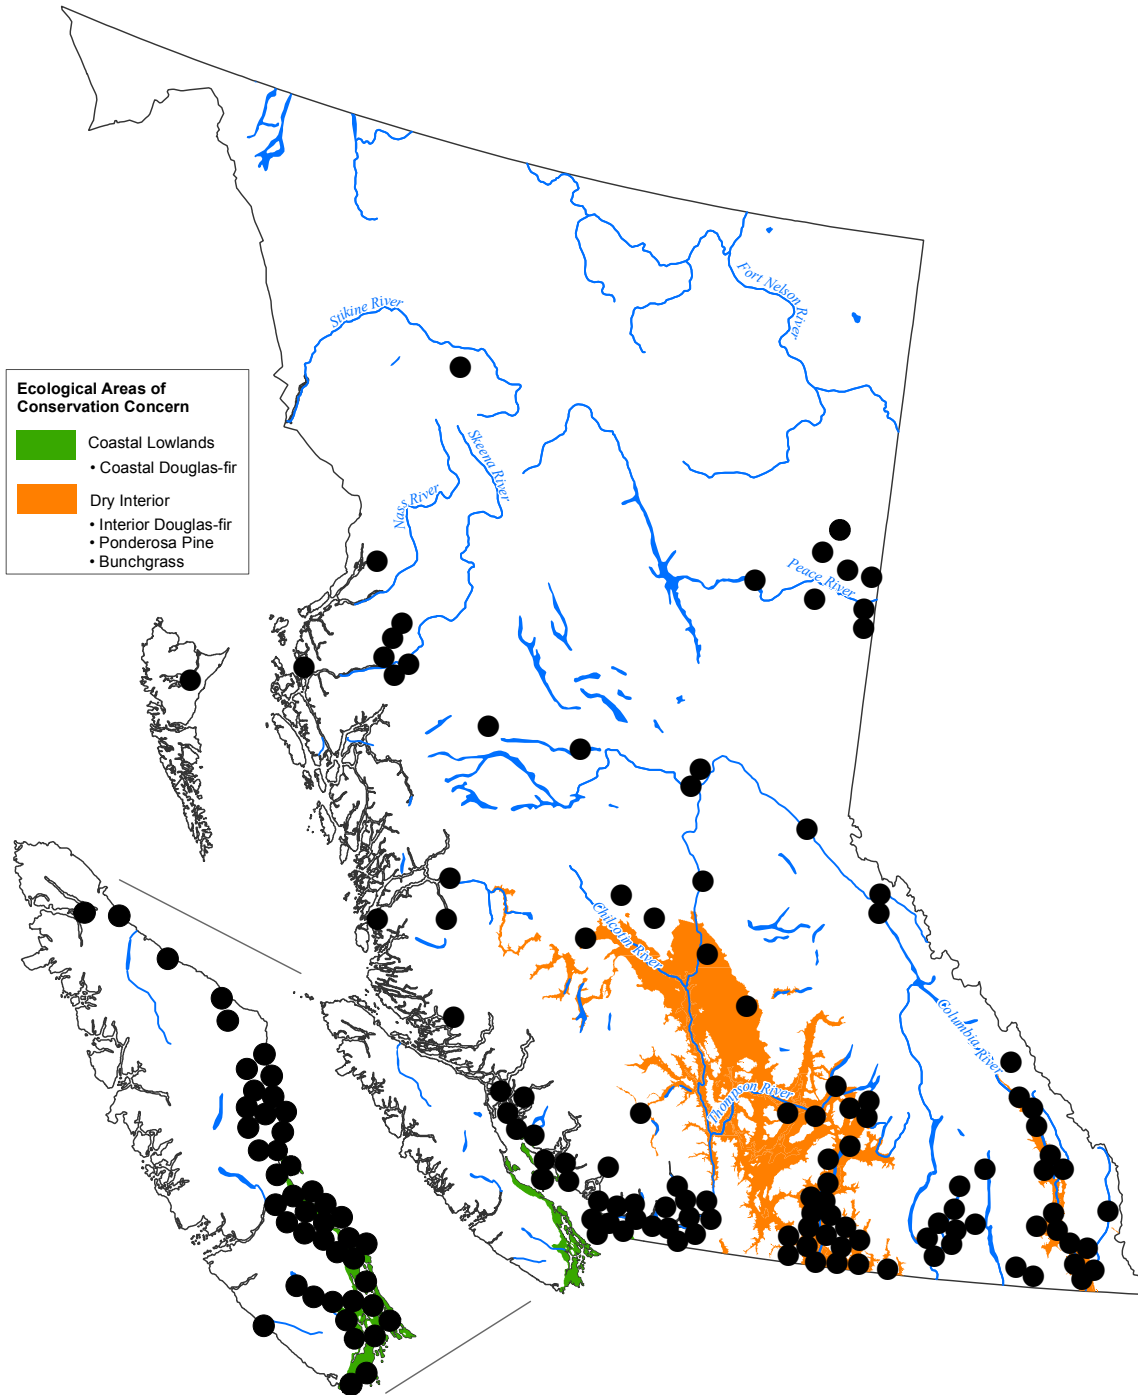 Fort Nelson River
Stikine River
Ecological Areas of
Conservation Concern
Coastal Lowlands
• Coastal Douglas-fir
Dry Interior
• Interior Douglas-fir
• Ponderosa Pine
• Bunchgrass
Skeena River
Nass River
Peace River
Chilcotin River
Columbia River
Thompson River